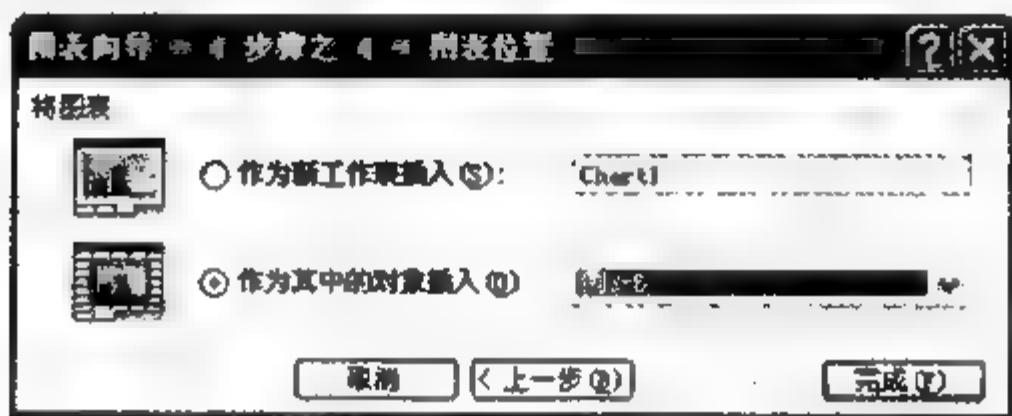 图表向导 - 4 步骤之 4 - 图表位置
将图表
作为新工作表插入(S): Chart1
作为其中的对象插入(O)
取消 <上一步(B) 完成(F)